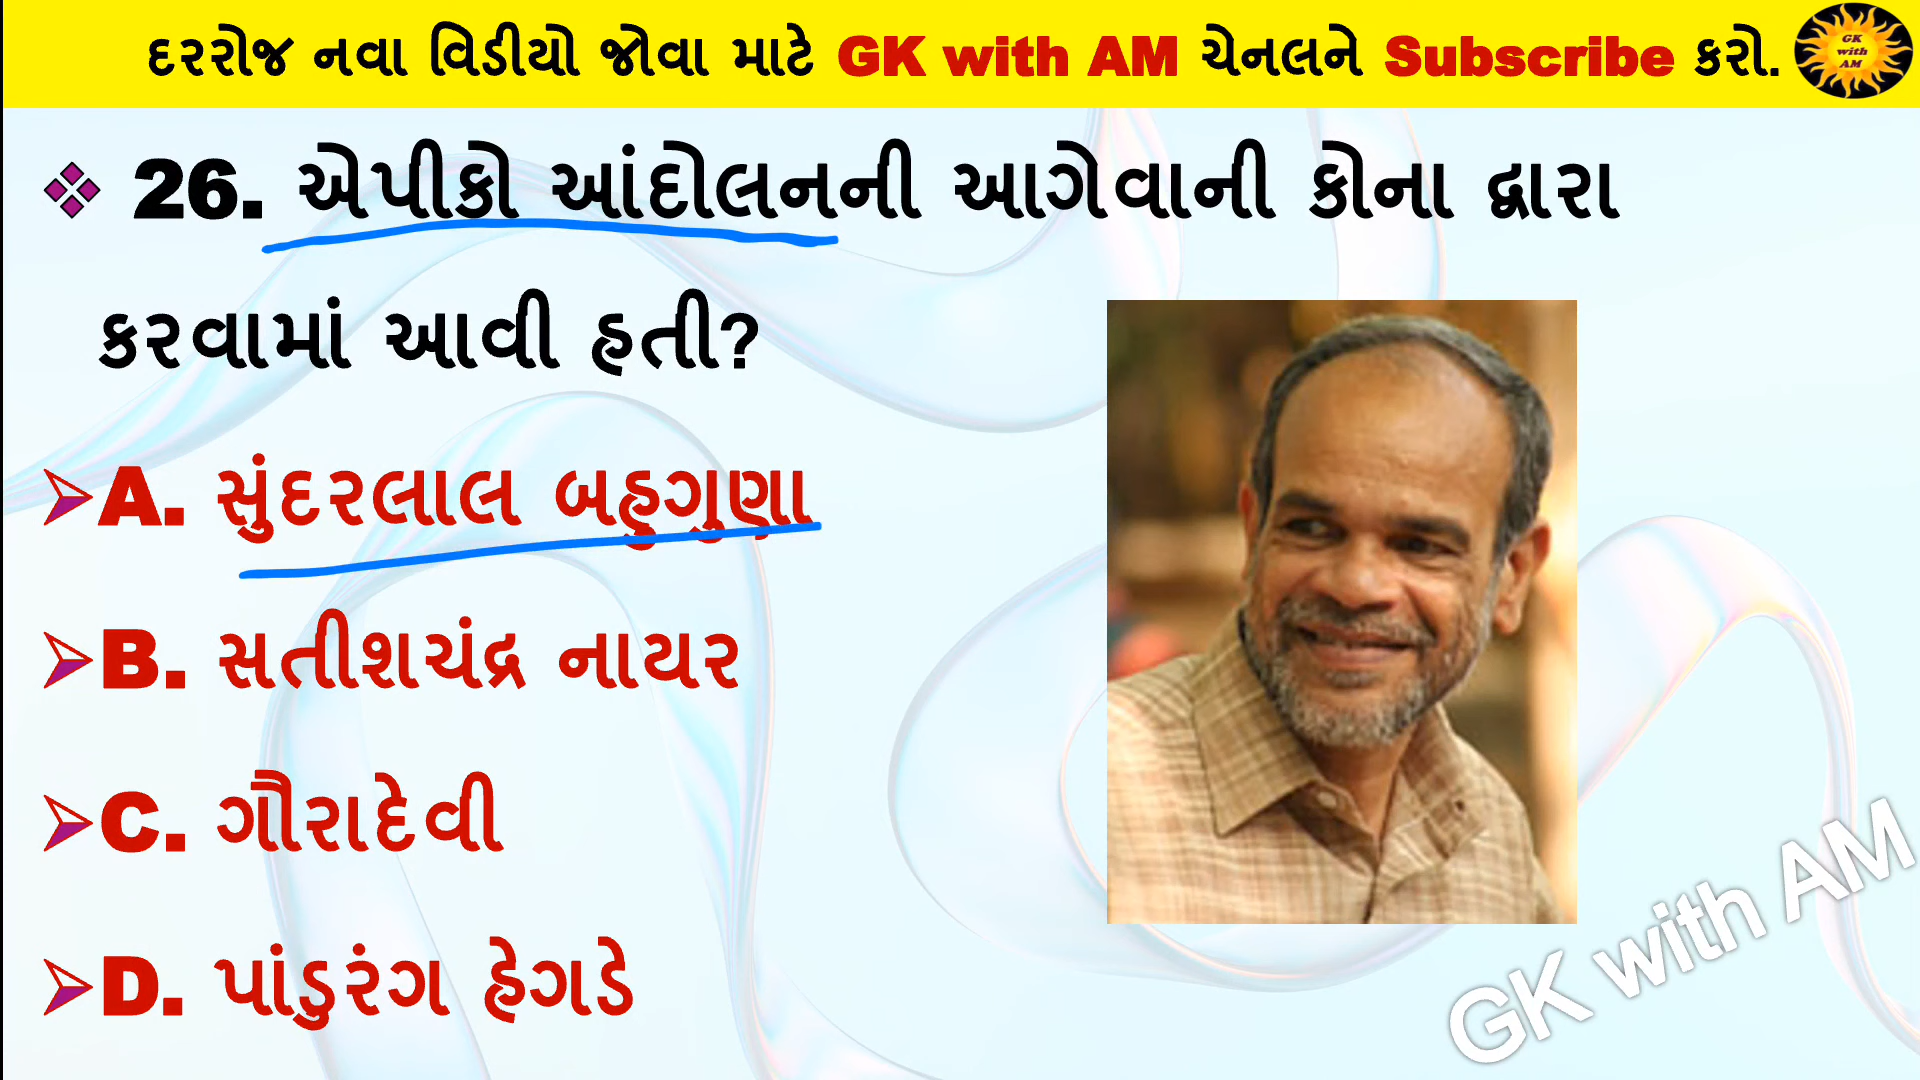 દરરોજ નવા વિડીયો જોવા માટે GK with AM ચેનલને Subscribe કરો.
GK
with
AM
26. એપીકો આંદોલનની આગેવાની કોના દ્વારા
કરવામાં આવી હતી?
A. સુંદરલાલ બહુગુણા
B. સતીશચંદ્ર નાયર
C. ગૌરાદેવી
D. પાંડુરંગ હેગડે
GK with AM